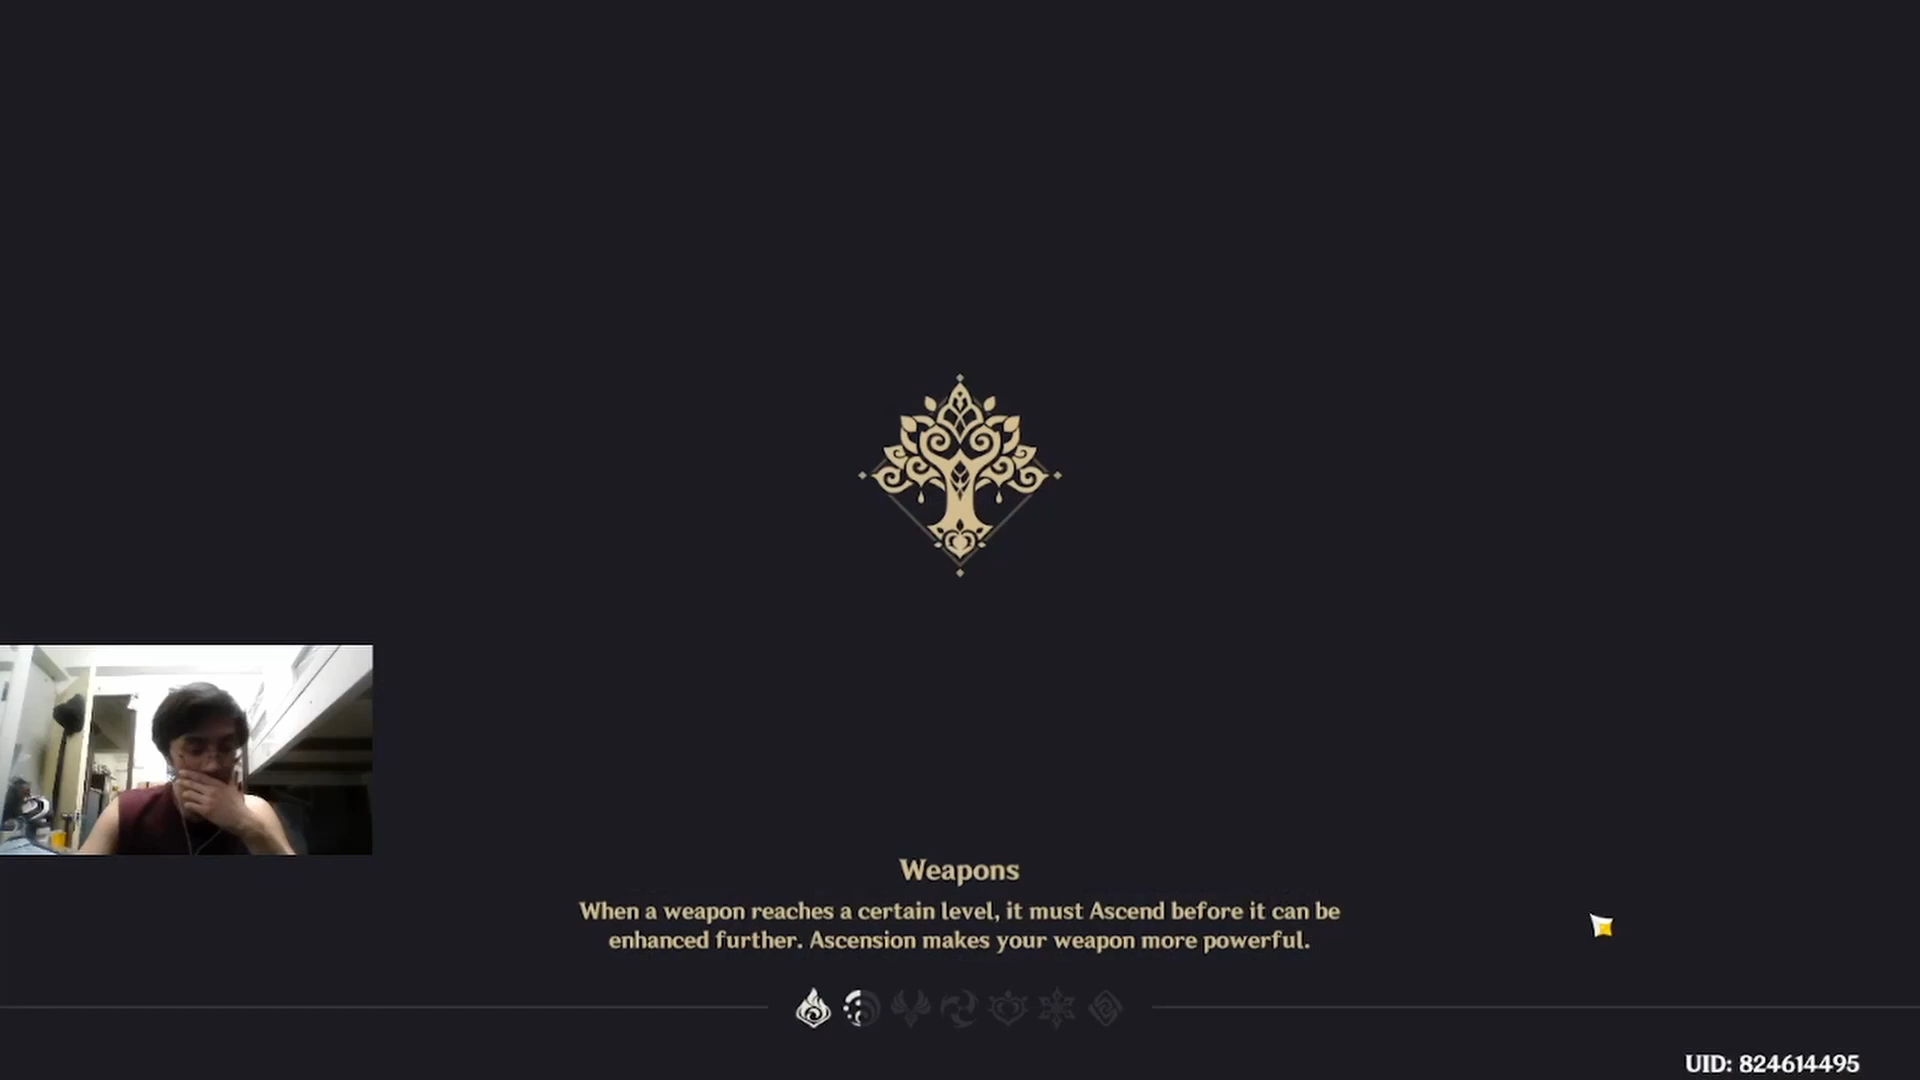 Weapons
When a weapon reaches a certain level, it must Ascend before it can be
enhanced further. Ascension makes your weapon more powerful.
UID: 824614495